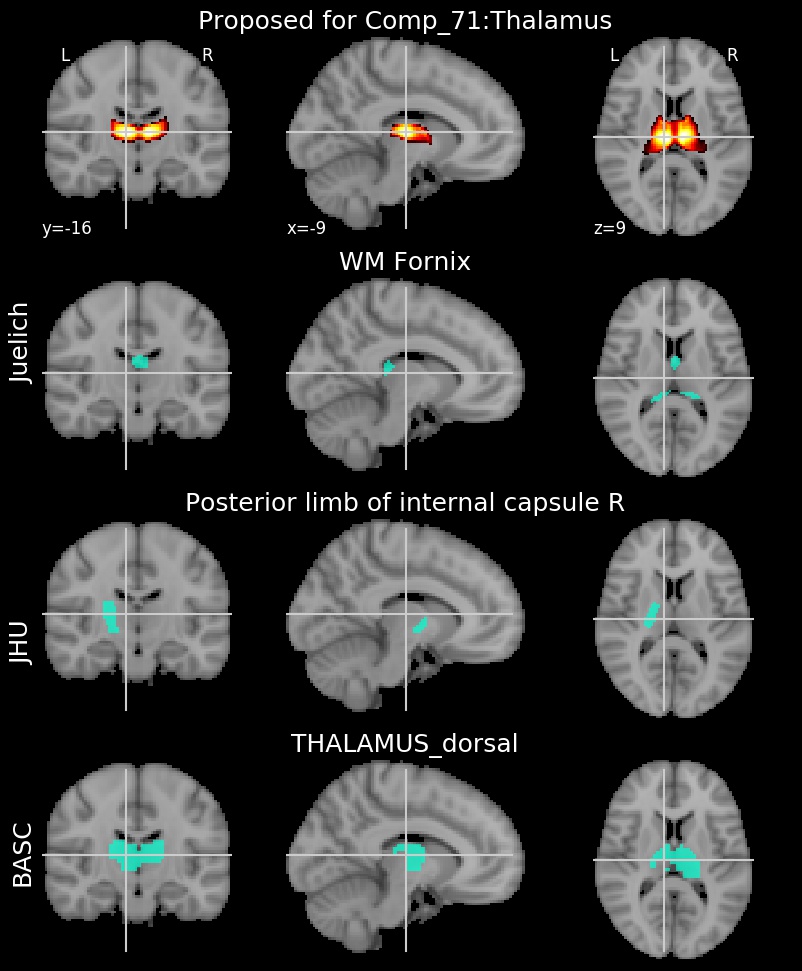 Proposed for Comp_71:Thalamus
L R L R
y=-16 x=-9 z=9
WM Fornix
Juelich
Posterior limb of internal capsule R
JHU
THALAMUS_dorsal
BASC